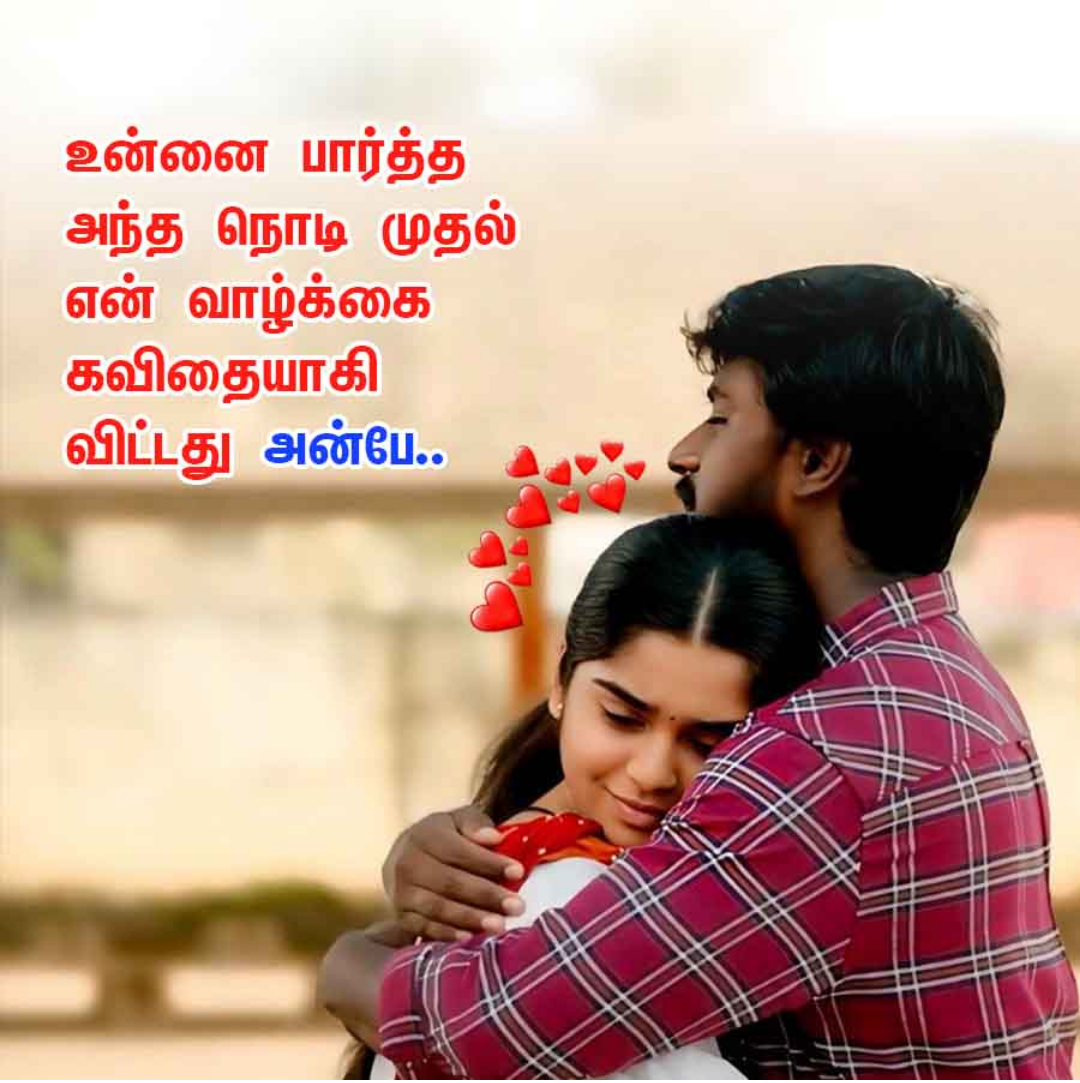 உன்னை பார்த்த
அந்த நொடி முதல்
என் வாழ்க்கை
கவிதையாகி
விட்டது அன்பே..